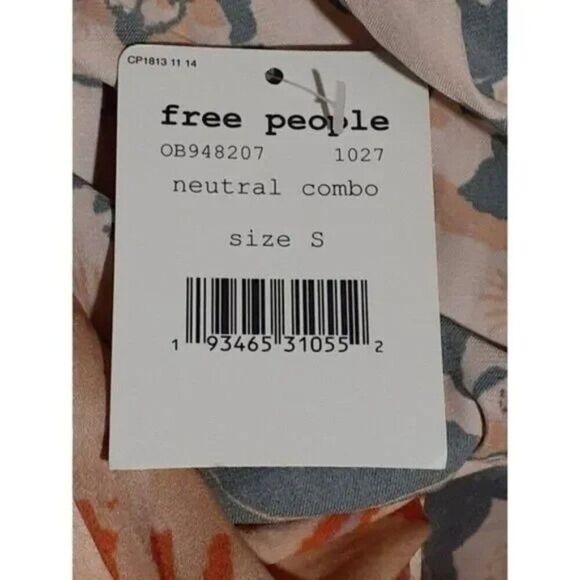 CP1813 11 14
free people
OB948207 1027
neutral combo
size S
1 93465 31055 2